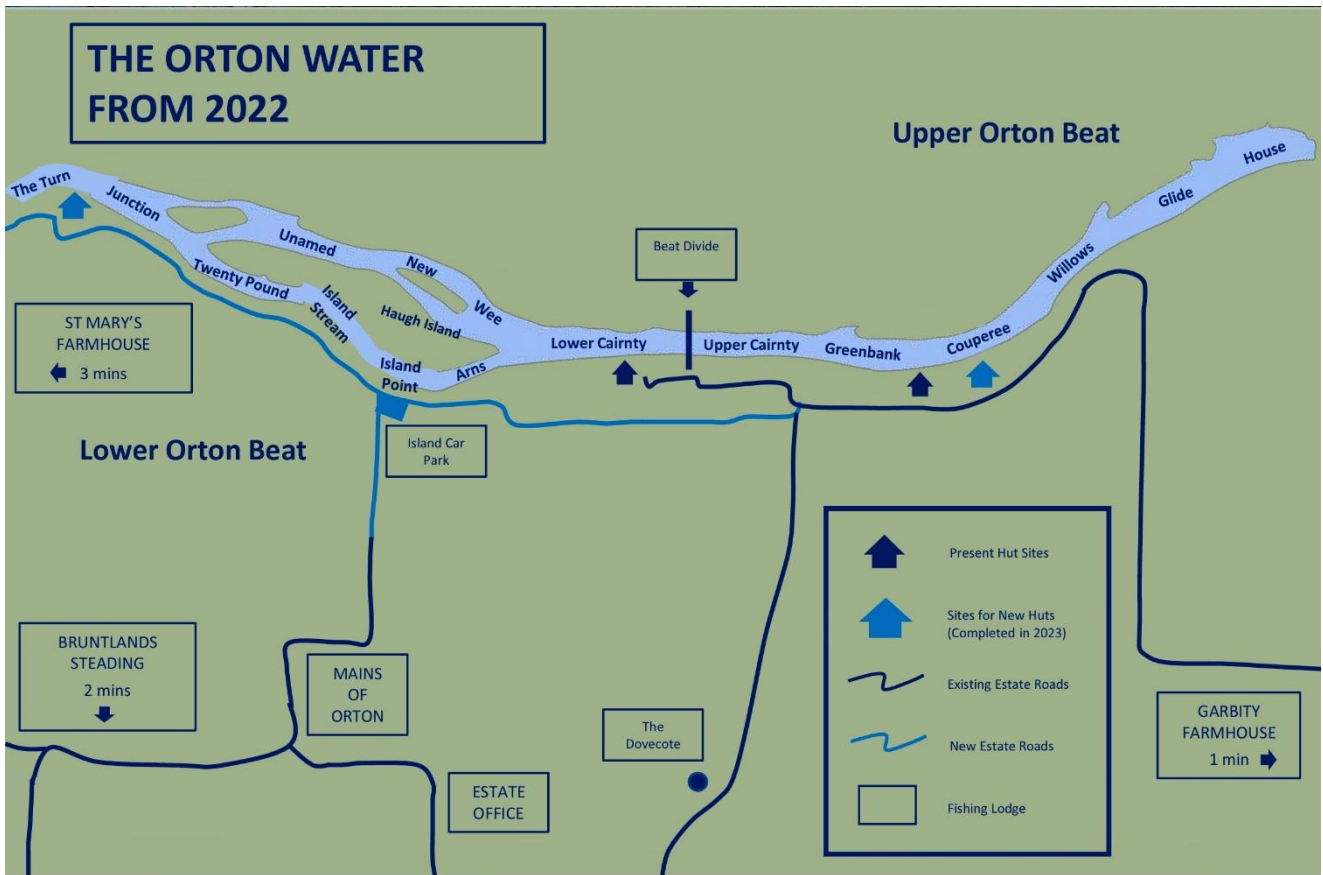 THE ORTON WATER
FROM 2022
Upper Orton Beat
The Turn
Junction
Unamed
New
Wee
Twenty Pound
Island
Stream
Haugh Island
Island
Point
Arns
Lower Cairnty
Beat Divide
Upper Cairnty
Greenbank
Couperee
Willows
Glide
House
ST MARY'S
FARMHOUSE
3 mins
Lower Orton Beat
Island Car
Park
BRUNTLANDS
STEADING
2 mins
MAINS
OF
ORTON
ESTATE
OFFICE
The
Dovecote
Present Hut Sites
Sites for New Huts
(Completed in 2023)
Existing Estate Roads
New Estate Roads
Fishing Lodge
GARBITY
FARMHOUSE
1 min